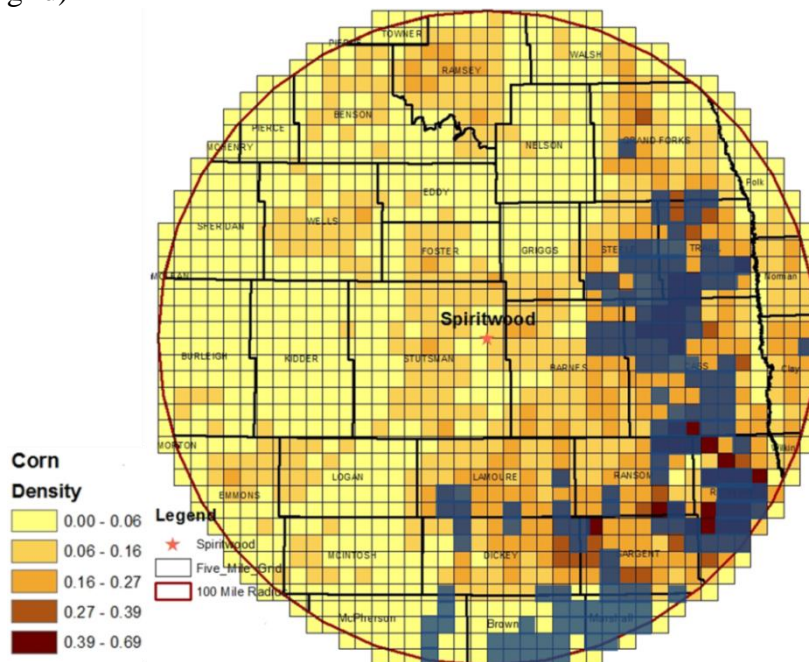 grid)
TOWNER
PIERCE
WALSH
RAMSEY
BENSON
PIERCE
GRAND FORKS
NELSON
MCHENRY
Polk
EDDY
WELLS
SHERIDAN
FOSTER
GRIGGS
STEELE
TRAILL
MCLEAN
Norman
Spiritwood
BURLEIGH
KIDDER
STUTSMAN
BARNES
CASS
Clay
MORTON
Wilkin
LOGAN
LAMOURE
RANSOM
EMMONS
MCINTOSH
DICKEY
SARGENT
McPherson
Brown
Marshall
Corn
Density
0.00 - 0.06
0.06 - 0.16
0.16 - 0.27
0.27 - 0.39
0.39 - 0.69
Legend
Spiritwood
Five_Mile_Grid
100 Mile Radius